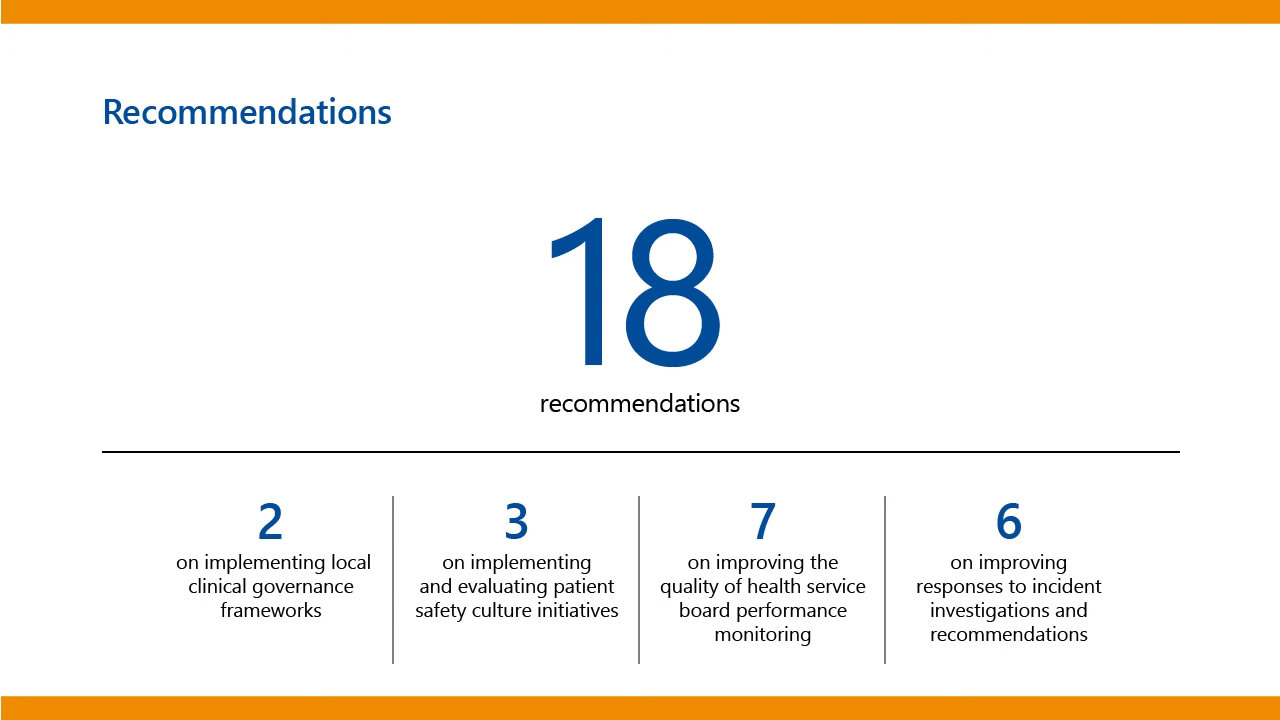 Recommendations
18
recommendations
2
on implementing local
clinical governance
frameworks
3
on implementing
and evaluating patient
safety culture initiatives
7
on improving the
quality of health service
board performance
monitoring
6
on improving
responses to incident
investigations and
recommendations